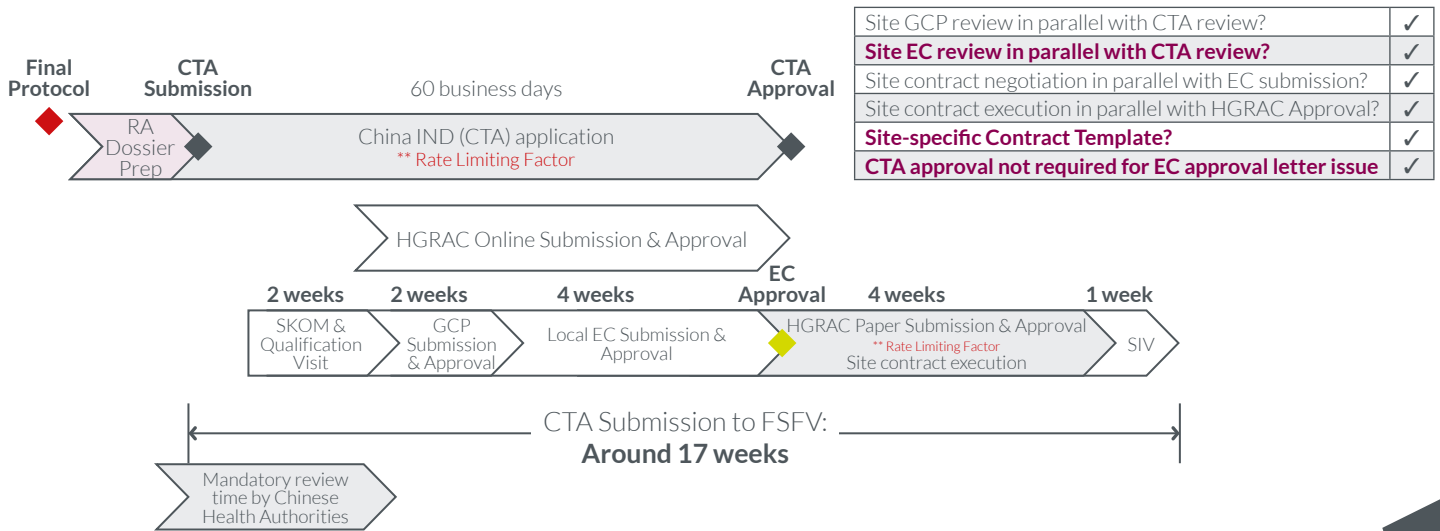 Site GCP review in parallel with CTA review? ✓
Site EC review in parallel with CTA review? ✓
Site contract negotiation in parallel with EC submission? ✓
Site contract execution in parallel with HGRAC Approval? ✓
Site-specific Contract Template? ✓
CTA approval not required for EC approval letter issue ✓
Final
Protocol
CTA
Submission
60 business days
CTA
Approval
RA
Dossier
Prep
China IND (CTA) application
** Rate Limiting Factor
HGRAC Online Submission & Approval
2 weeks
2 weeks
4 weeks
EC
Approval
4 weeks
1 week
SKOM &
Qualification
Visit
GCP
Submission
& Approval
Local EC Submission &
Approval
HGRAC Paper Submission & Approval
** Rate Limiting Factor
Site contract execution
SIV
CTA Submission to FSFV:
Around 17 weeks
Mandatory review
time by Chinese
Health Authorities